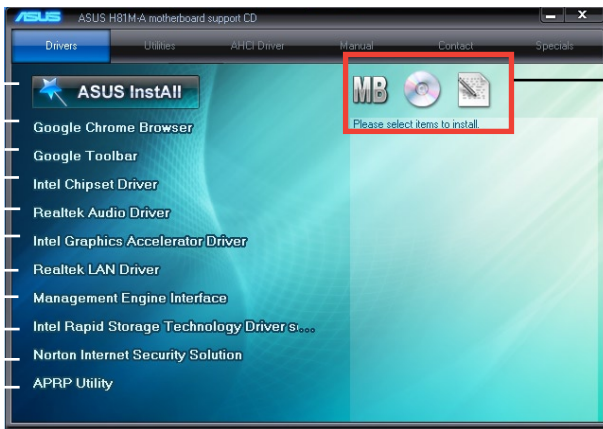 ASUS ASUS H81M-A motherboard support CD
Drivers Utilities AHCI Driver Manual Contact Specials
ASUS InstAll
MB
Please select items to install.
Google Chrome Browser
Google Toolbar
Intel Chipset Driver
Realtek Audio Driver
Intel Graphics Accelerator Driver
Realtek LAN Driver
Management Engine Interface
Intel Rapid Storage Technology Driver s...
Norton Internet Security Solution
APRP Utility